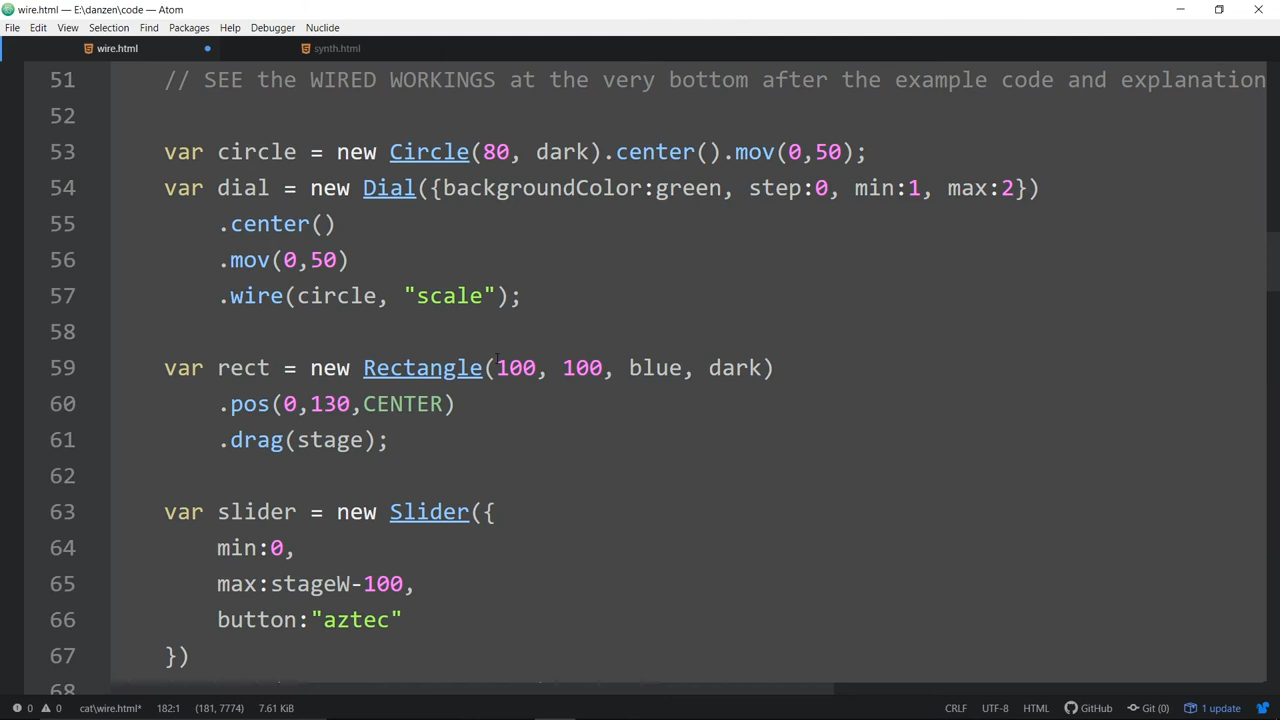 wire.html — E:\danzen\code — Atom
File Edit View Selection Find Packages Help Debugger Nuclide
wire.html synth.html
51 // SEE the WIRED WORKINGS at the very bottom after the example code and explanation
52
53 var circle = new Circle(80, dark).center().mov(0,50);
54 var dial = new Dial({backgroundColor:green, step:0, min:1, max:2})
55 .center()
56 .mov(0,50)
57 .wire(circle, "scale");
58
59 var rect = new Rectangle(100, 100, blue, dark)
60 .pos(0,130,CENTER)
61 .drag(stage);
62
63 var slider = new Slider({
64 min:0,
65 max:stageW-100,
66 button:"aztec"
67 })
68
0 0 cat\wire.html* 182:1 (181, 7774) 7.61 KiB CRLF UTF-8 HTML GitHub Git (0) 1 update